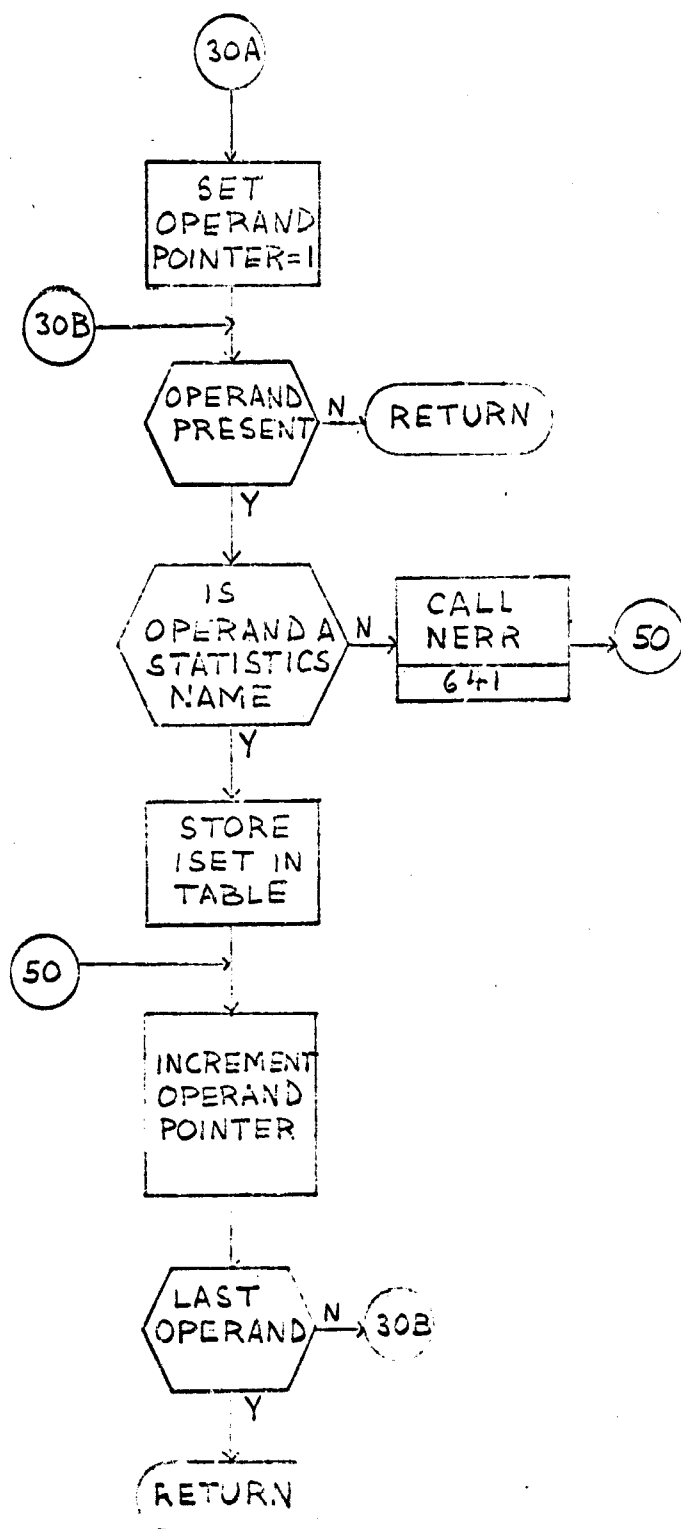 30A
SET
OPERAND
POINTER=1
30B
OPERAND
PRESENT
N
RETURN
Y
IS
OPERAND A
STATISTICS
NAME
N
CALL
NERR
641
50
Y
STORE
ISET IN
TABLE
50
INCREMENT
OPERAND
POINTER
LAST
OPERAND
N
30B
Y
RETURN